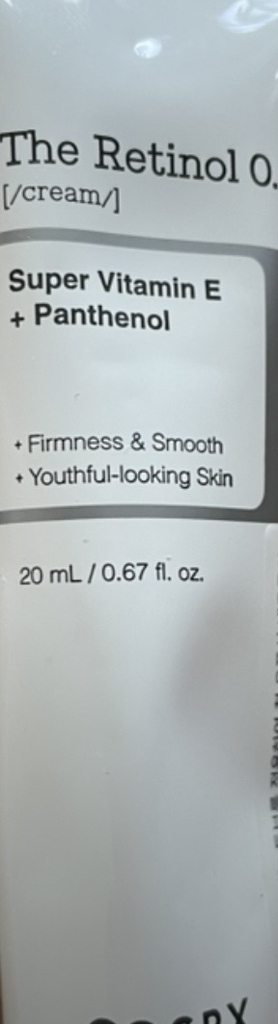 The Retinol 0.
[/cream/]
Super Vitamin E
+ Panthenol
+ Firmness & Smooth
+ Youthful-looking Skin
20 mL / 0.67 fl. oz.